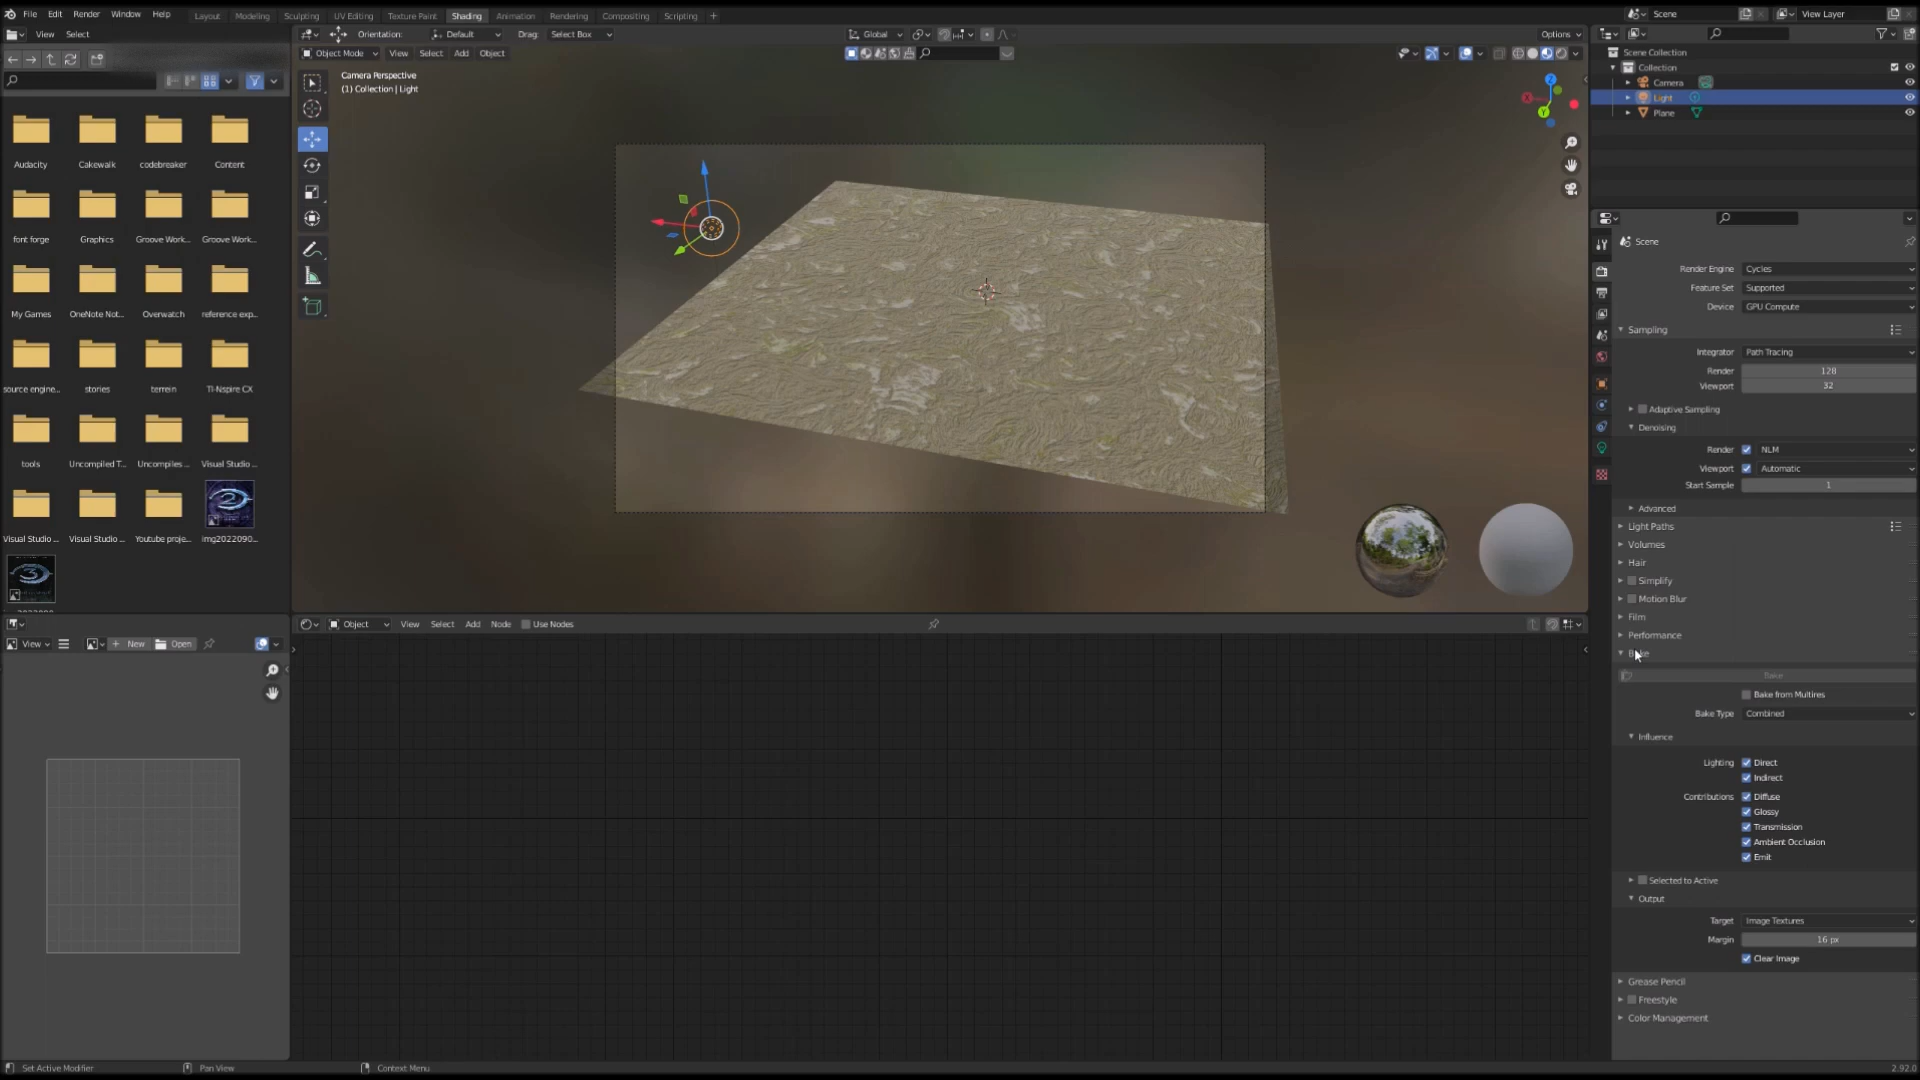 File Edit Render Window Help Layout Modeling Sculpting UV Editing Texture Paint Shading Animation Rendering Compositing Scripting + Scene View Layer
View Select Orientation: Default Drag: Select Box Global Options
Object Mode View Select Add Object
Scene Collection
Collection
Camera
Light
Plane
Camera Perspective
(1) Collection | Light
Audacity Cakewalk codebreaker Content
font forge Graphics Groove Work... Groove Work...
My Games OneNote Not... Overwatch reference exp...
source engine... stories terrein TI-Nspire CX
tools Uncompiled T... Uncompiles ... Visual Studio ...
Visual Studio ... Visual Studio ... Youtube proje... img2022090...
Scene
Render Engine Cycles
Feature Set Supported
Device GPU Compute
Sampling
Integrator Path Tracing
Render 128
Viewport 32
Adaptive Sampling
Denoising
Render NLM
Viewport Automatic
Start Sample 1
Advanced
Light Paths
Volumes
Hair
Simplify
Motion Blur
Film
Performance
Bake
Bake from Multires
Bake Type Combined
Influence
Lighting Direct
Indirect
Contributions Diffuse
Glossy
Transmission
Ambient Occlusion
Emit
Selected to Active
Output
Target Image Textures
Margin 16 px
Clear Image
Grease Pencil
Freestyle
Color Management
Object View Select Add Node Use Nodes
View New Open
Set Active Modifier Pan View Context Menu 2.92.0